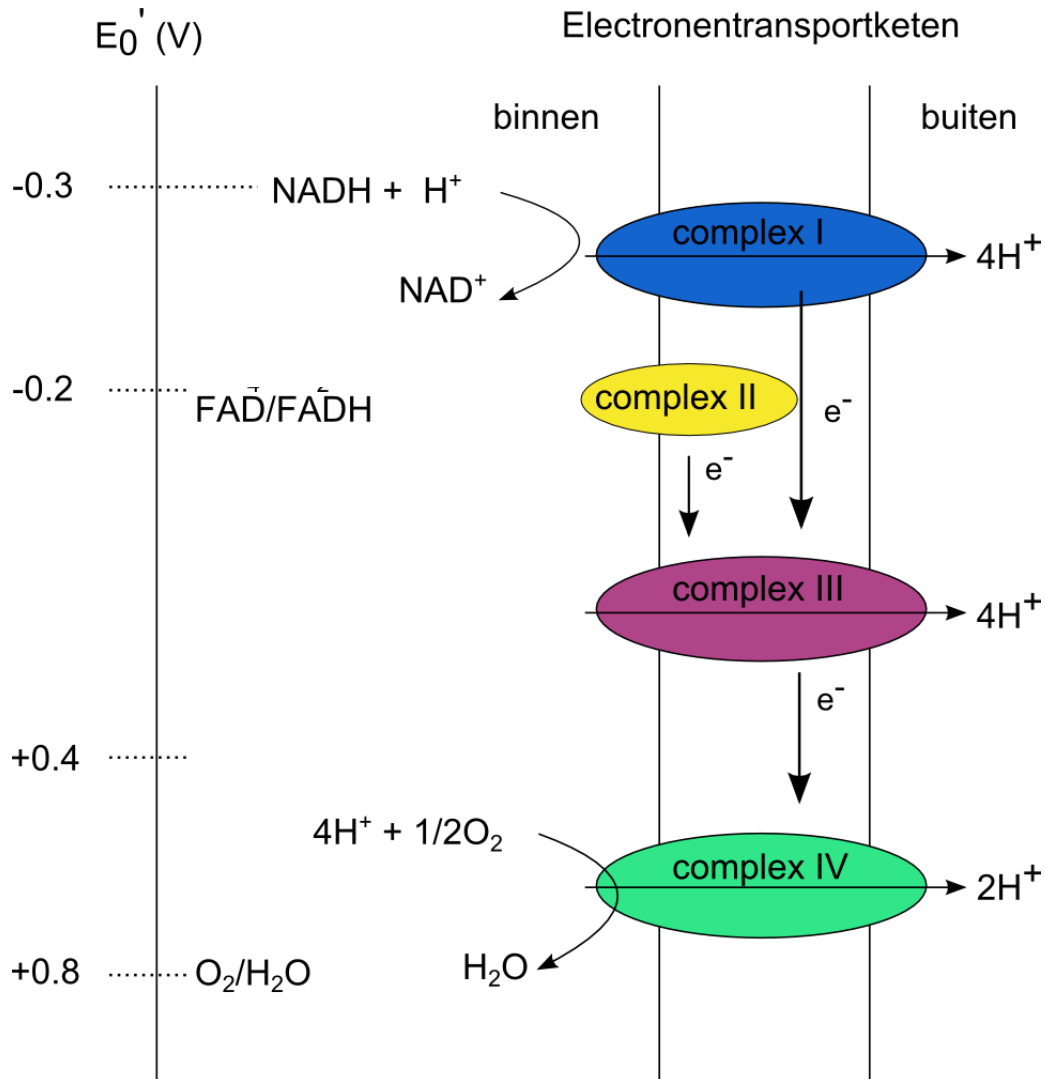 E₀' (V)
Electronentransportketen
binnen
buiten
-0.3
NADH + H⁺
complex I
4H⁺
NAD⁺
-0.2
FAD/FADH
complex II
e⁻
e⁻
complex III
4H⁺
e⁻
+0.4
4H⁺ + 1/2O₂
complex IV
2H⁺
+0.8
O₂/H₂O
H₂O